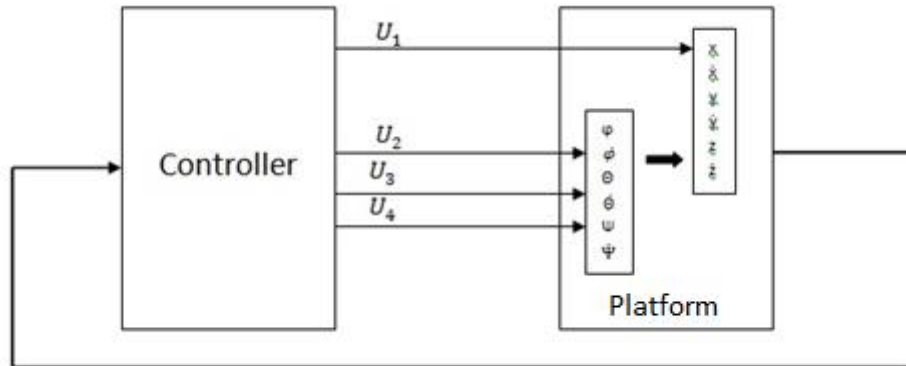 U₁
x
ẋ
y
ẏ
z
ż
U₂
φ
φ̇
Controller
U₃
Θ
Θ̇
U₄
Ψ
Ψ̇
Platform